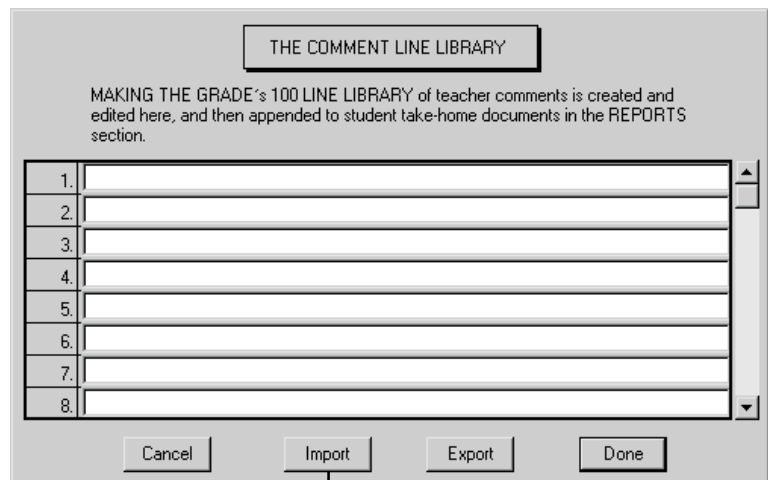 THE COMMENT LINE LIBRARY
MAKING THE GRADE's 100 LINE LIBRARY of teacher comments is created and
edited here, and then appended to student take-home documents in the REPORTS
section.
1.
2.
3.
4.
5.
6.
7.
8.
Cancel Import Export Done